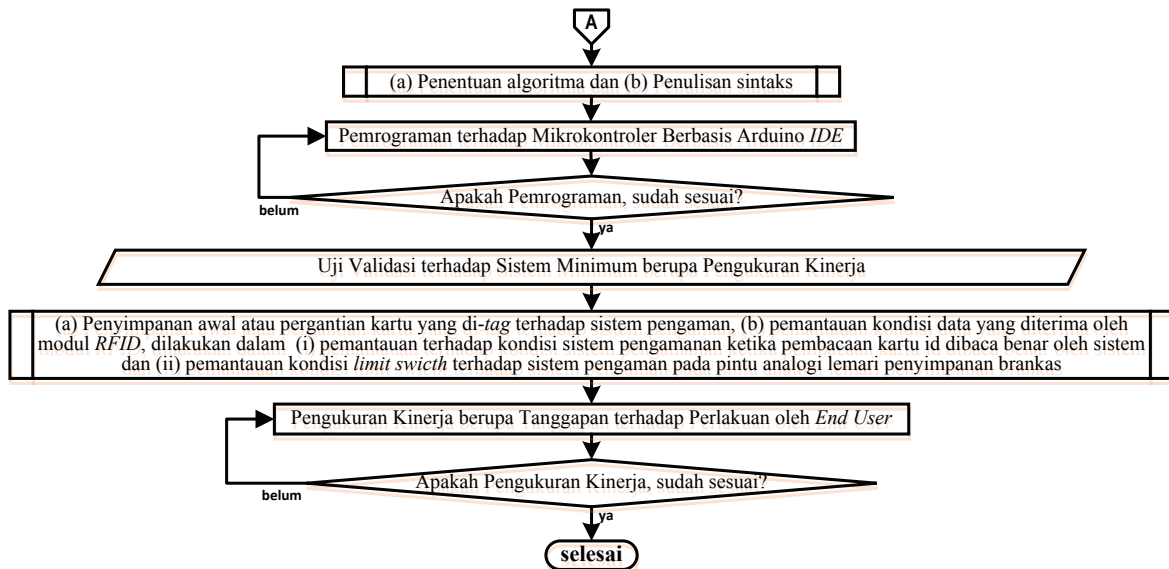 A
(a) Penentuan algoritma dan (b) Penulisan sintaks
Pemrograman terhadap Mikrokontroler Berbasis Arduino IDE
Apakah Pemrograman, sudah sesuai?
belum
ya
Uji Validasi terhadap Sistem Minimum berupa Pengukuran Kinerja
(a) Penyimpanan awal atau pergantian kartu yang di-tag terhadap sistem pengaman, (b) pemantauan kondisi data yang diterima oleh
modul RFID, dilakukan dalam (i) pemantauan terhadap kondisi sistem pengamanan ketika pembacaan kartu id dibaca benar oleh sistem
dan (ii) pemantauan kondisi limit swicth terhadap sistem pengaman pada pintu analogi lemari penyimpanan brankas
Pengukuran Kinerja berupa Tanggapan terhadap Perlakuan oleh End User
Apakah Pengukuran Kinerja, sudah sesuai?
belum
ya
selesai